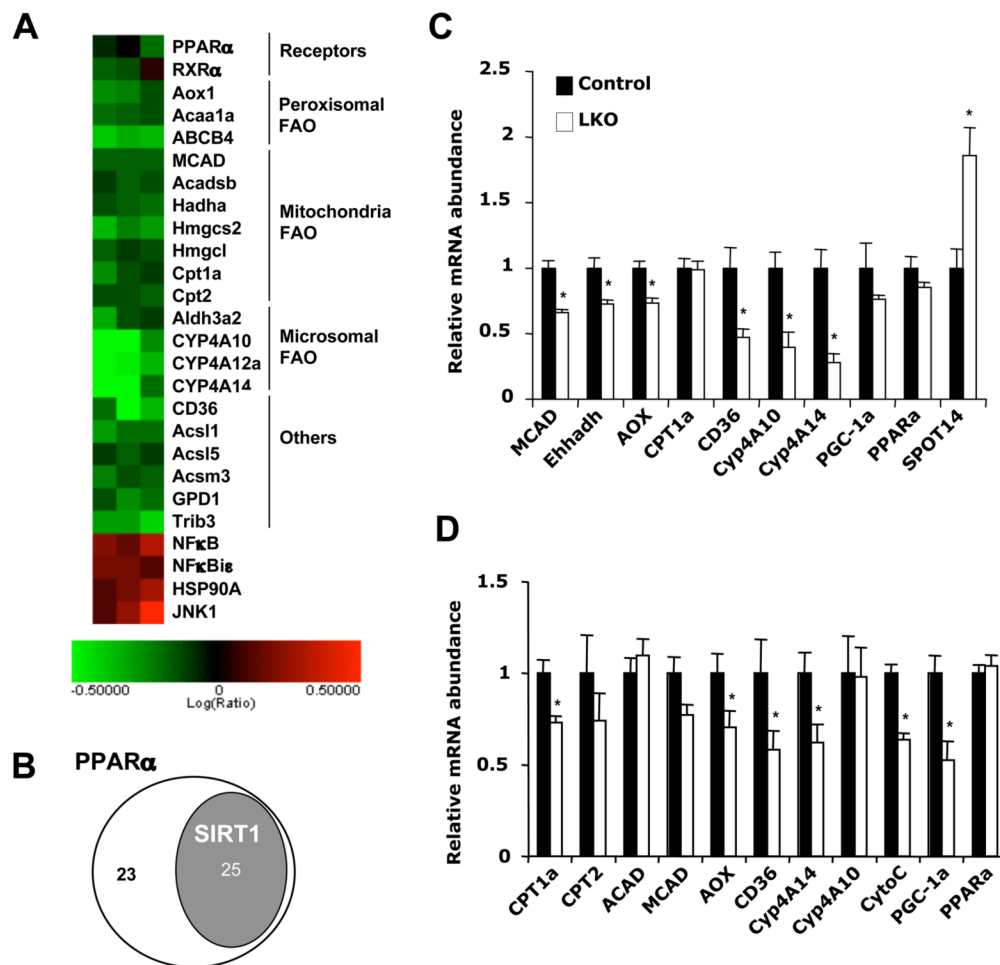 A
PPARα
RXRα
Receptors
Aox1
Acaa1a
ABCB4
Peroxisomal
FAO
MCAD
Acadsb
Hadha
Hmgcs2
Hmgcl
Cpt1a
Cpt2
Mitochondria
FAO
Aldh3a2
CYP4A10
CYP4A12a
CYP4A14
Microsomal
FAO
CD36
Acsl1
Acsl5
Acsm3
GPD1
Trib3
Others
NFκB
NFκBiε
HSP90A
JNK1
-0.50000 0 0.50000
Log(Ratio)
B
PPARα
SIRT1
23
25
C
Relative mRNA abundance
2.5
2
1.5
1
0.5
0
Control
LKO
* * * * * * *
MCAD
Ehhadh
AOX
CPT1a
CD36
Cyp4A10
Cyp4A14
PGC-1a
PPARa
SPOT14
D
Relative mRNA abundance
1.5
1
0.5
0
* * * * * *
CPT1a
CPT2
ACAD
MCAD
AOX
CD36
Cyp4A14
Cyp4A10
CytoC
PGC-1a
PPARa